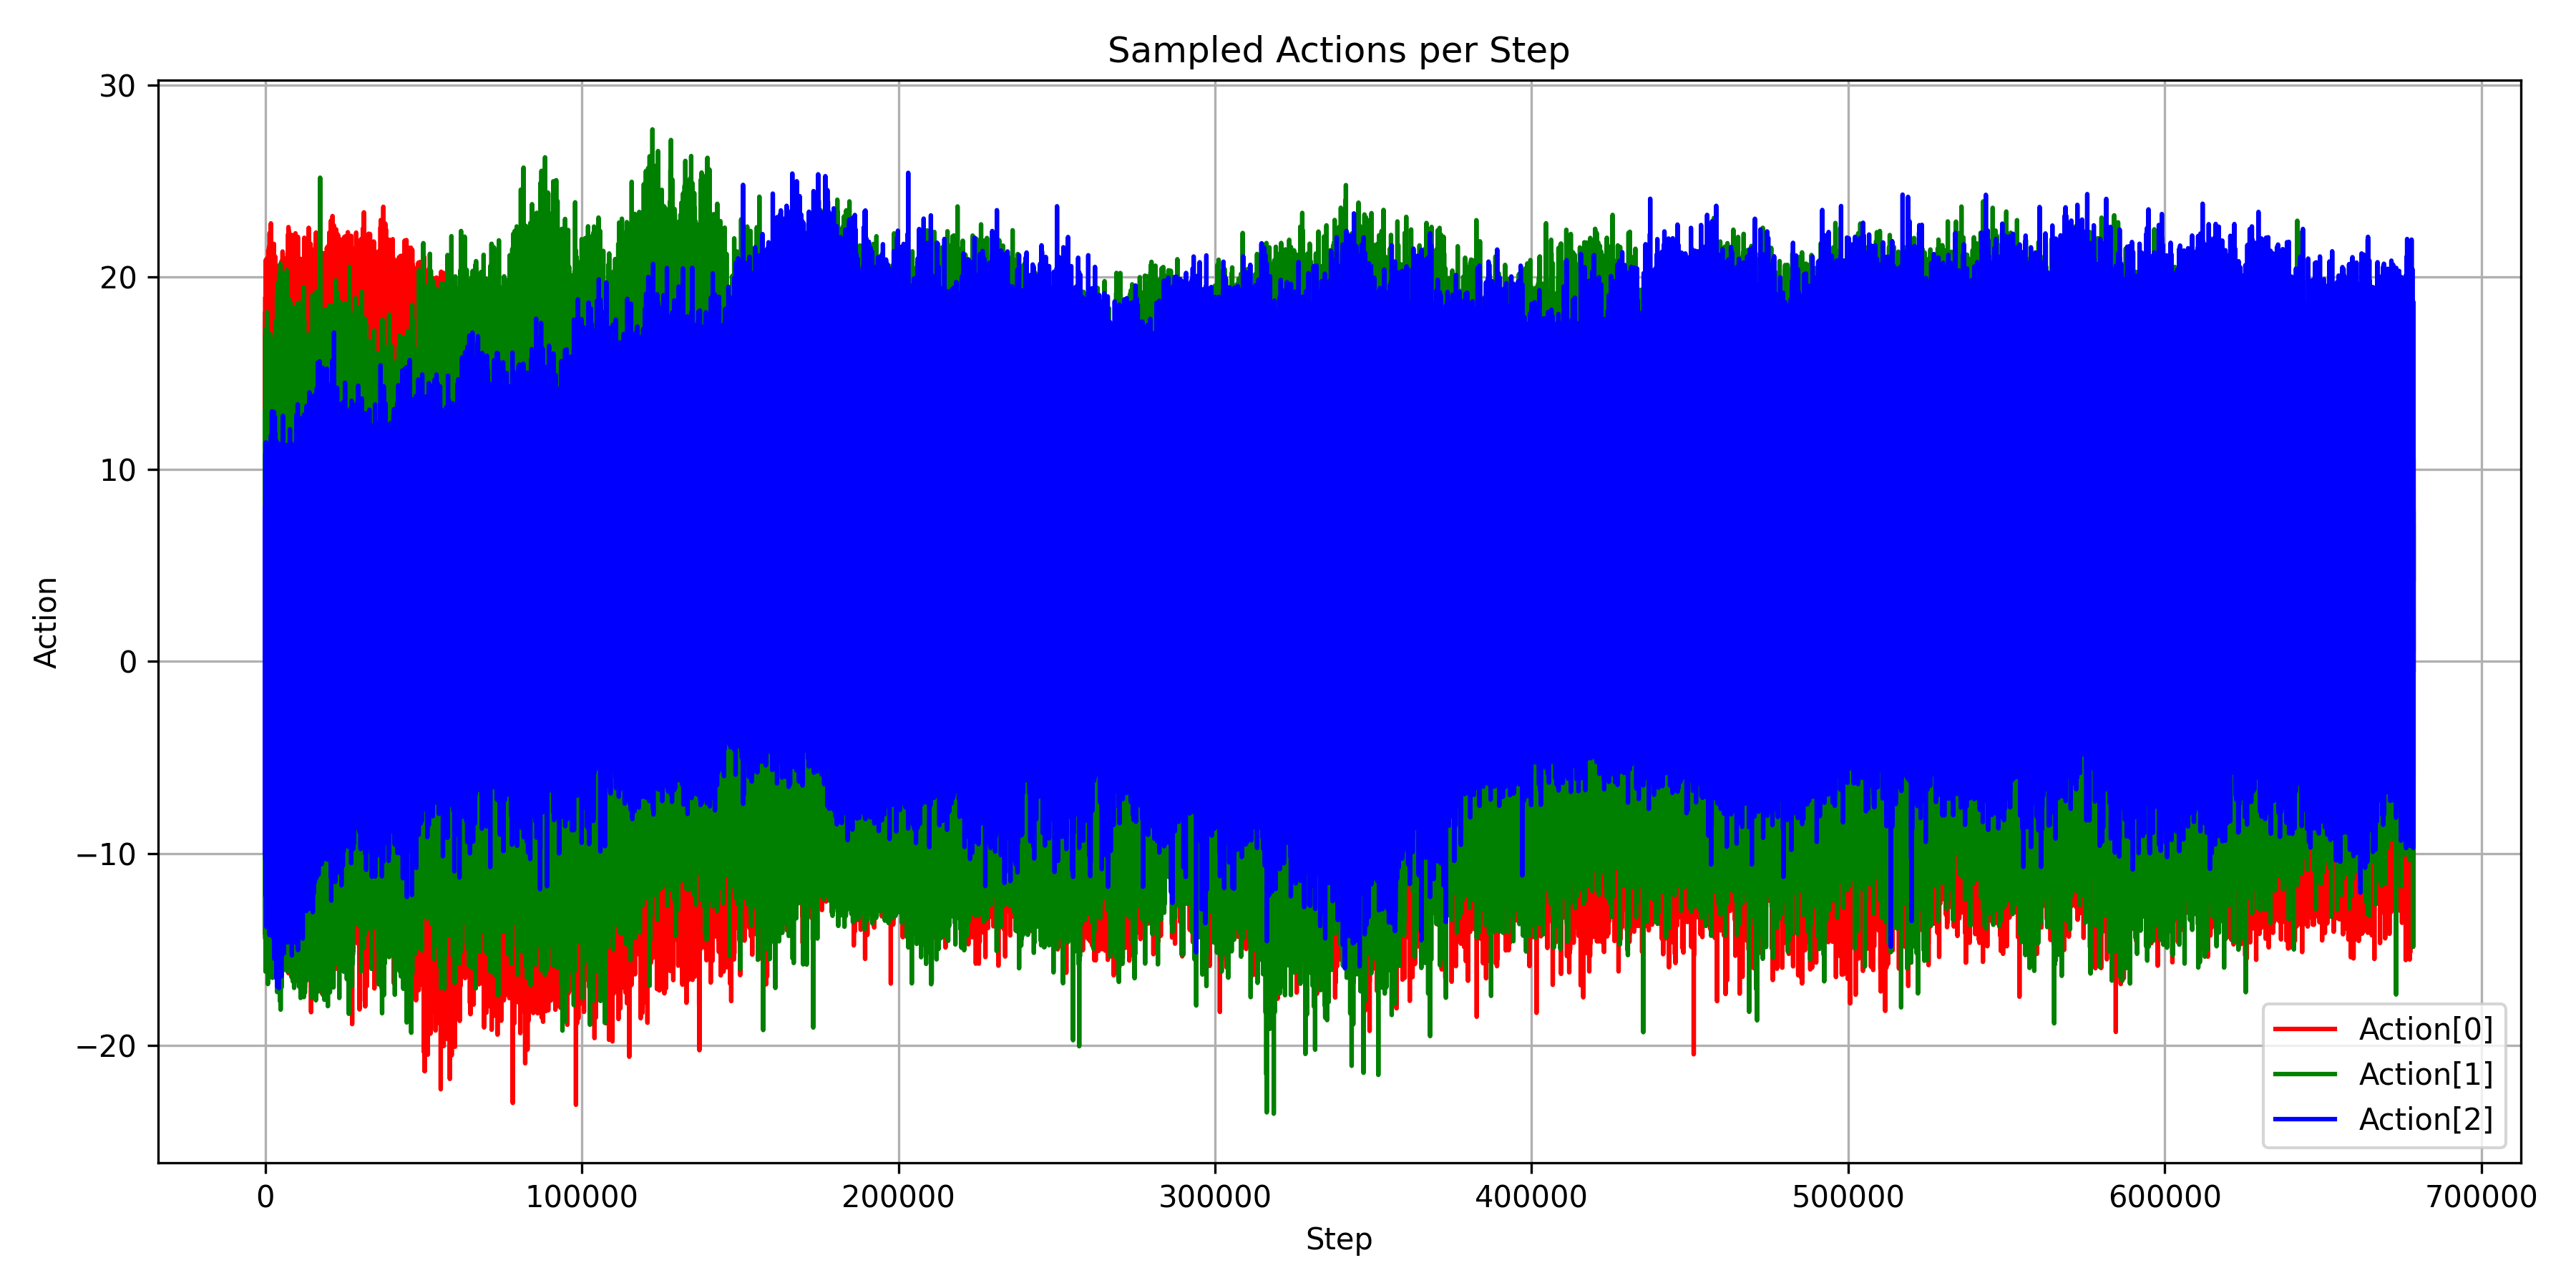 Sampled Actions per Step
30
20
10
0
−10
−20
Action
0 100000 200000 300000 400000 500000 600000 700000
Step
Action[0]
Action[1]
Action[2]